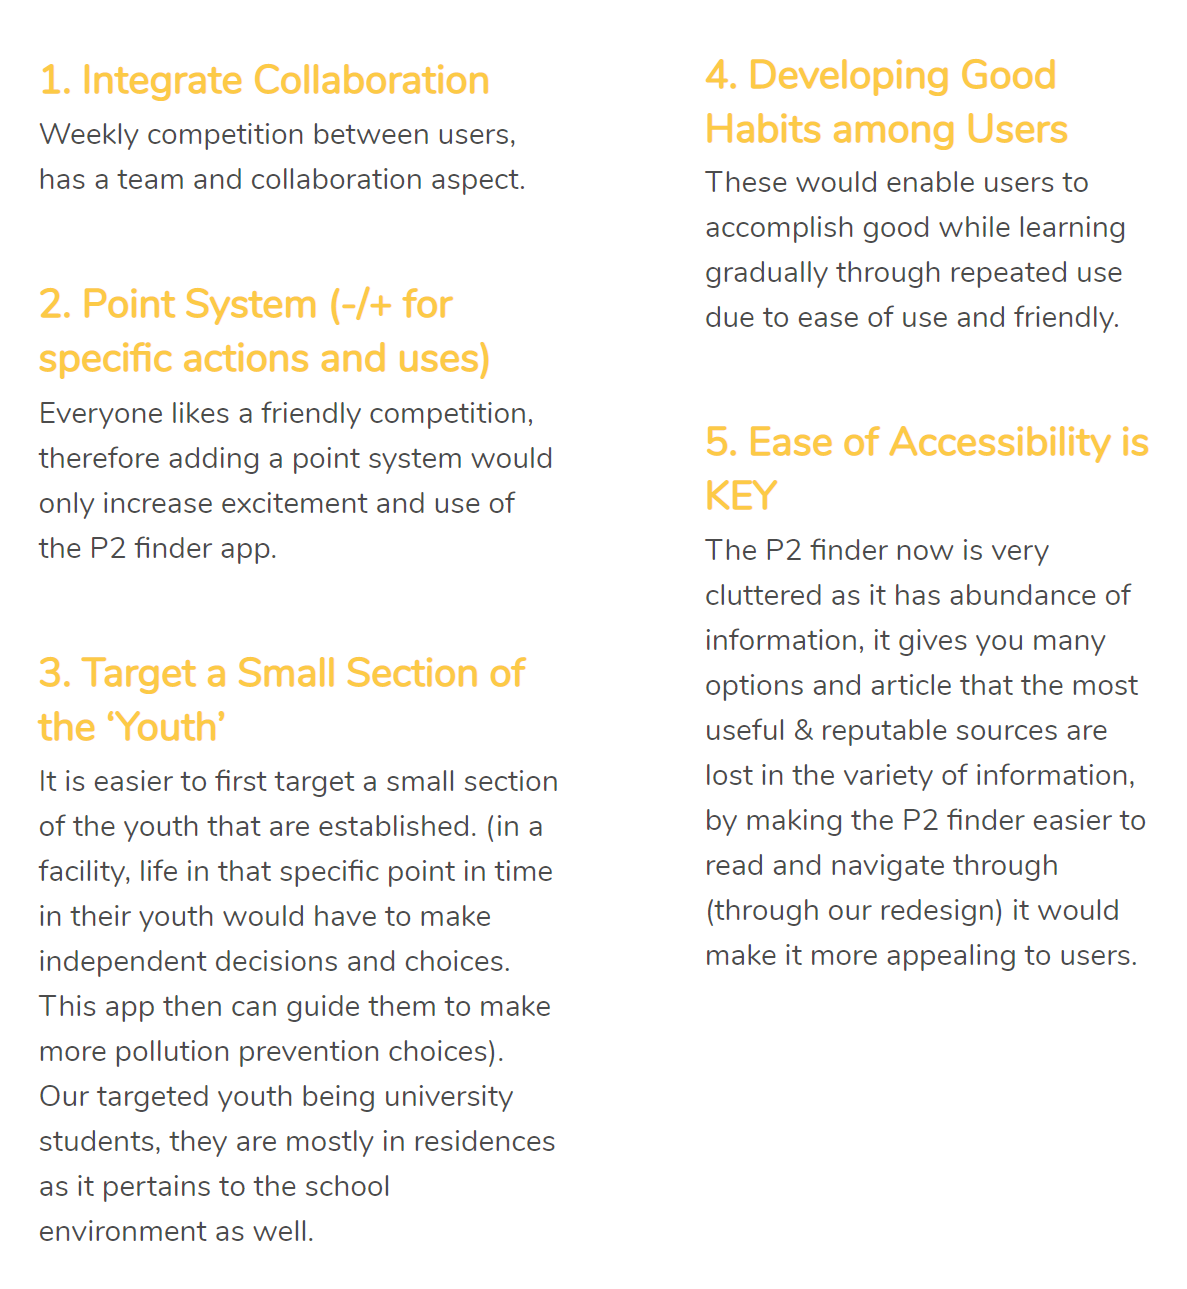 1. Integrate Collaboration
Weekly competition between users,
has a team and collaboration aspect.
2. Point System (-/+ for
specific actions and uses)
Everyone likes a friendly competition,
therefore adding a point system would
only increase excitement and use of
the P2 finder app.
3. Target a Small Section of
the ‘Youth’
It is easier to first target a small section
of the youth that are established. (in a
facility, life in that specific point in time
in their youth would have to make
independent decisions and choices.
This app then can guide them to make
more pollution prevention choices).
Our targeted youth being university
students, they are mostly in residences
as it pertains to the school
environment as well.
4. Developing Good
Habits among Users
These would enable users to
accomplish good while learning
gradually through repeated use
due to ease of use and friendly.
5. Ease of Accessibility is
KEY
The P2 finder now is very
cluttered as it has abundance of
information, it gives you many
options and article that the most
useful & reputable sources are
lost in the variety of information,
by making the P2 finder easier to
read and navigate through
(through our redesign) it would
make it more appealing to users.